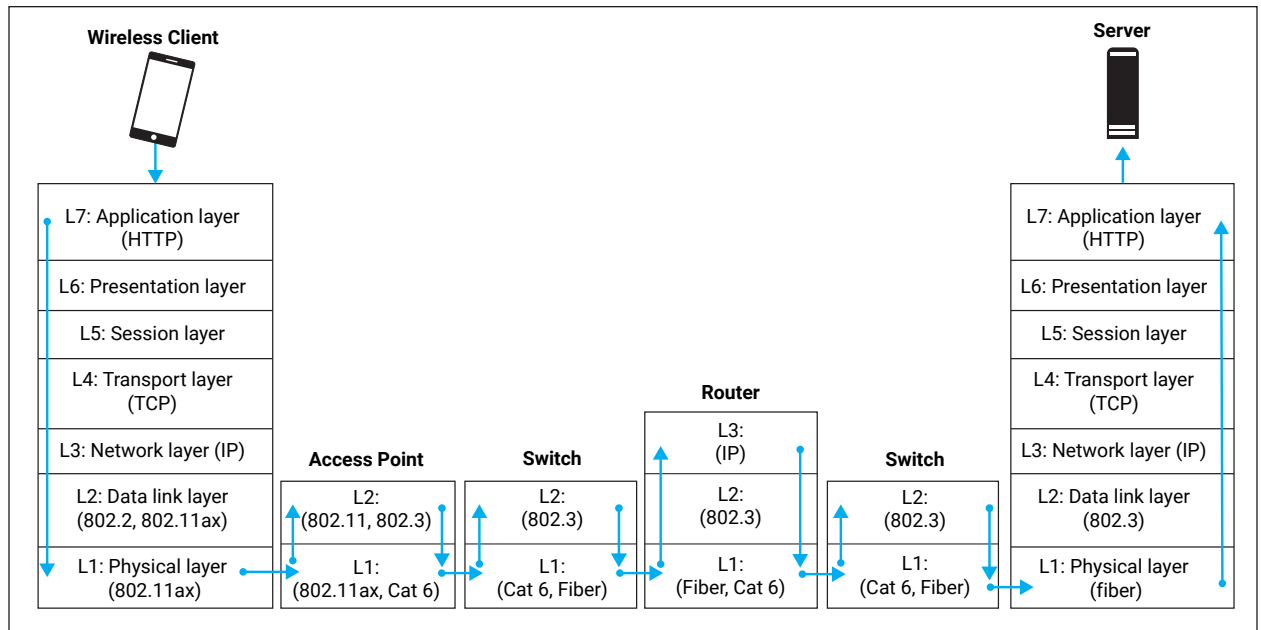 Wireless Client
L7: Application layer
(HTTP)
L6: Presentation layer
L5: Session layer
L4: Transport layer
(TCP)
L3: Network layer (IP)
L2: Data link layer
(802.2, 802.11ax)
L1: Physical layer
(802.11ax)
Access Point
L2:
(802.11, 802.3)
L1:
(802.11ax, Cat 6)
Switch
L2:
(802.3)
L1:
(Cat 6, Fiber)
Router
L3:
(IP)
L2:
(802.3)
L1:
(Fiber, Cat 6)
Switch
L2:
(802.3)
L1:
(Cat 6, Fiber)
Server
L7: Application layer
(HTTP)
L6: Presentation layer
L5: Session layer
L4: Transport layer
(TCP)
L3: Network layer (IP)
L2: Data link layer
(802.3)
L1: Physical layer
(fiber)